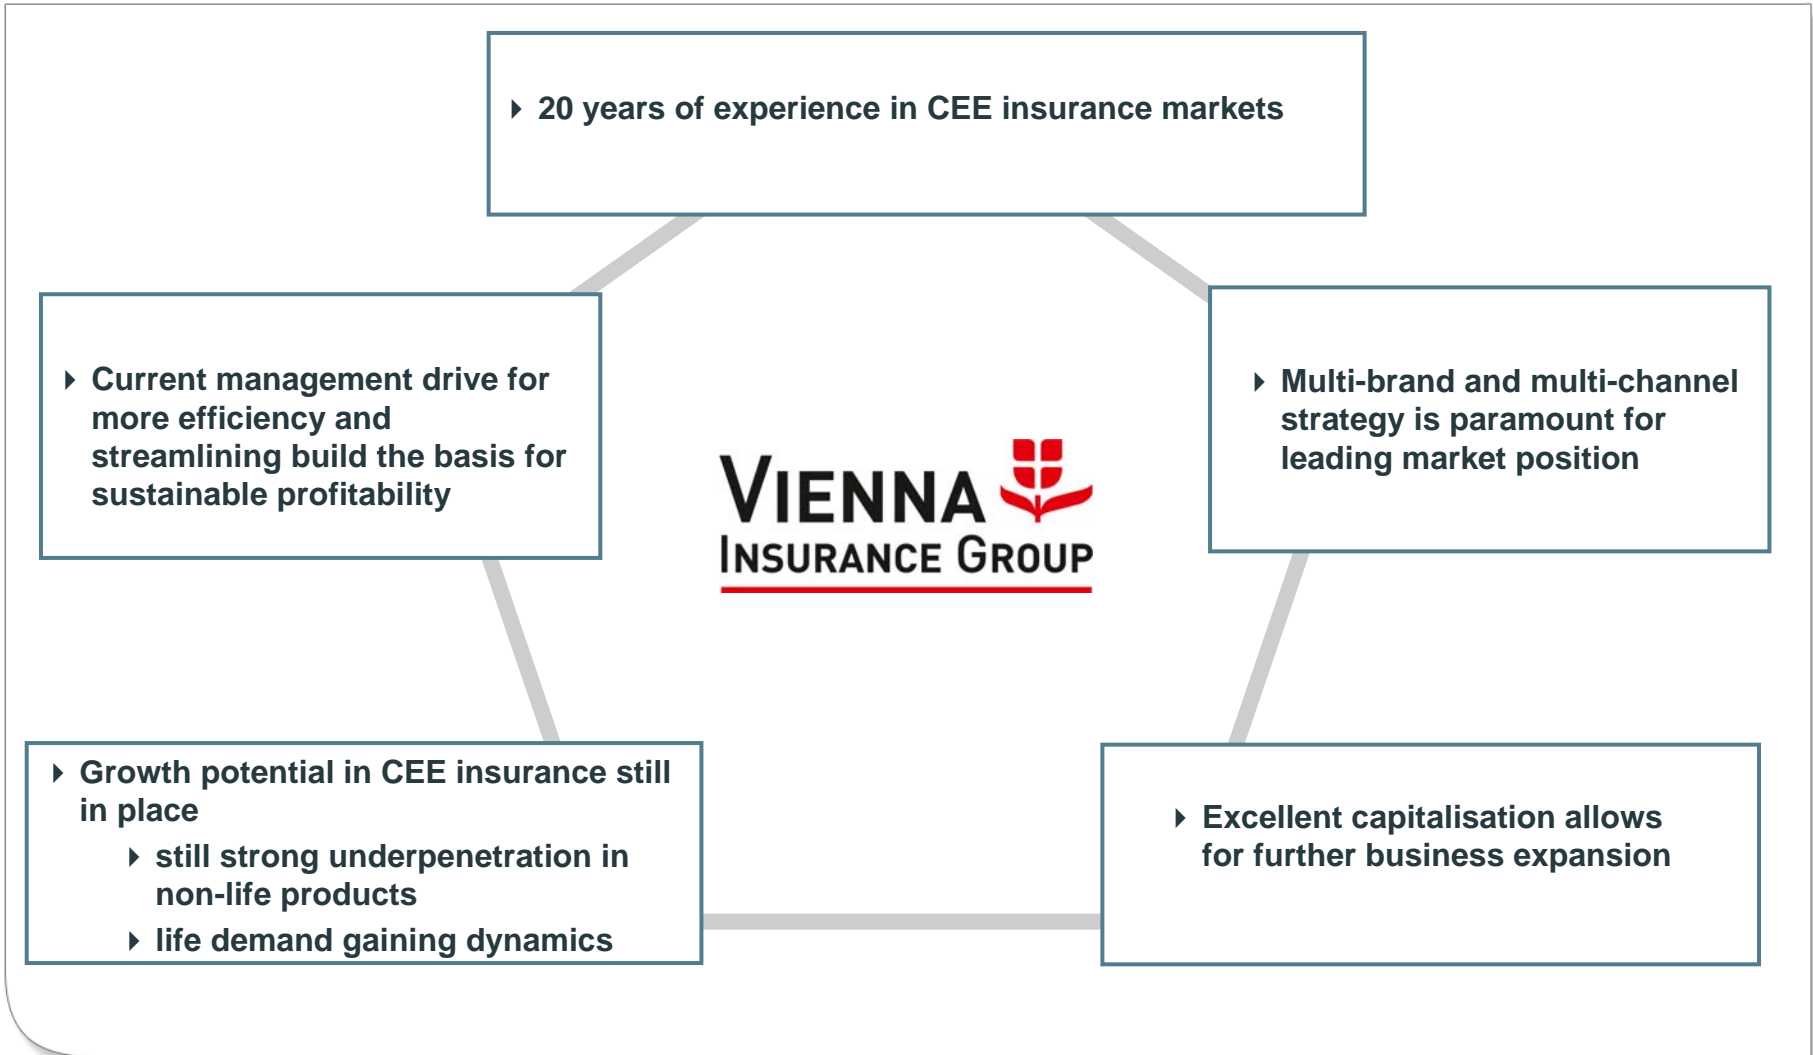 20 years of experience in CEE insurance markets
Current management drive for
more efficiency and
streamlining build the basis for
sustainable profitability
Multi-brand and multi-channel
strategy is paramount for
leading market position
VIENNA
INSURANCE GROUP
Growth potential in CEE insurance still
in place
still strong underpenetration in
non-life products
life demand gaining dynamics
Excellent capitalisation allows
for further business expansion